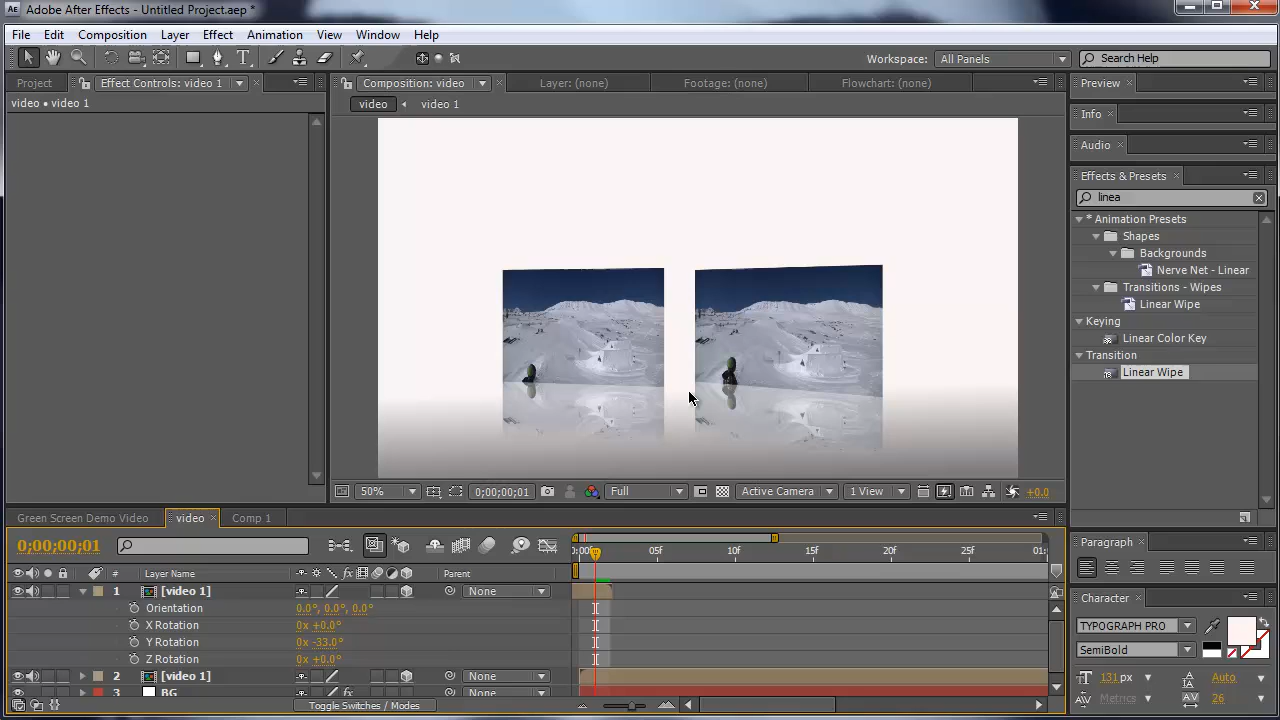 Adobe After Effects - Untitled Project.aep *
File Edit Composition Layer Effect Animation View Window Help
Workspace: All Panels Search Help
Project Effect Controls: video 1 Composition: video Layer: (none) Footage: (none) Flowchart: (none) Preview
video • video 1
video video 1
Info
Audio
Effects & Presets
linea
* Animation Presets
Shapes
Backgrounds
Nerve Net - Linear
Transitions - Wipes
Linear Wipe
Keying
Linear Color Key
Transition
Linear Wipe
50% 0;00;00;01 Full Active Camera 1 View +0.0
Green Screen Demo Video video Comp 1
0;00;00;01
05f 10f 15f 20f 25f
# Layer Name Parent
1 [video 1] None
Orientation 0.0°, 0.0°, 0.0°
X Rotation 0x +0.0°
Y Rotation 0x -33.0°
Z Rotation 0x +0.0°
2 [video 1] None
3 BG None
Toggle Switches / Modes
Paragraph
Character
TYPOGRAPH PRO
SemiBold
131 px Auto
Metrics 26